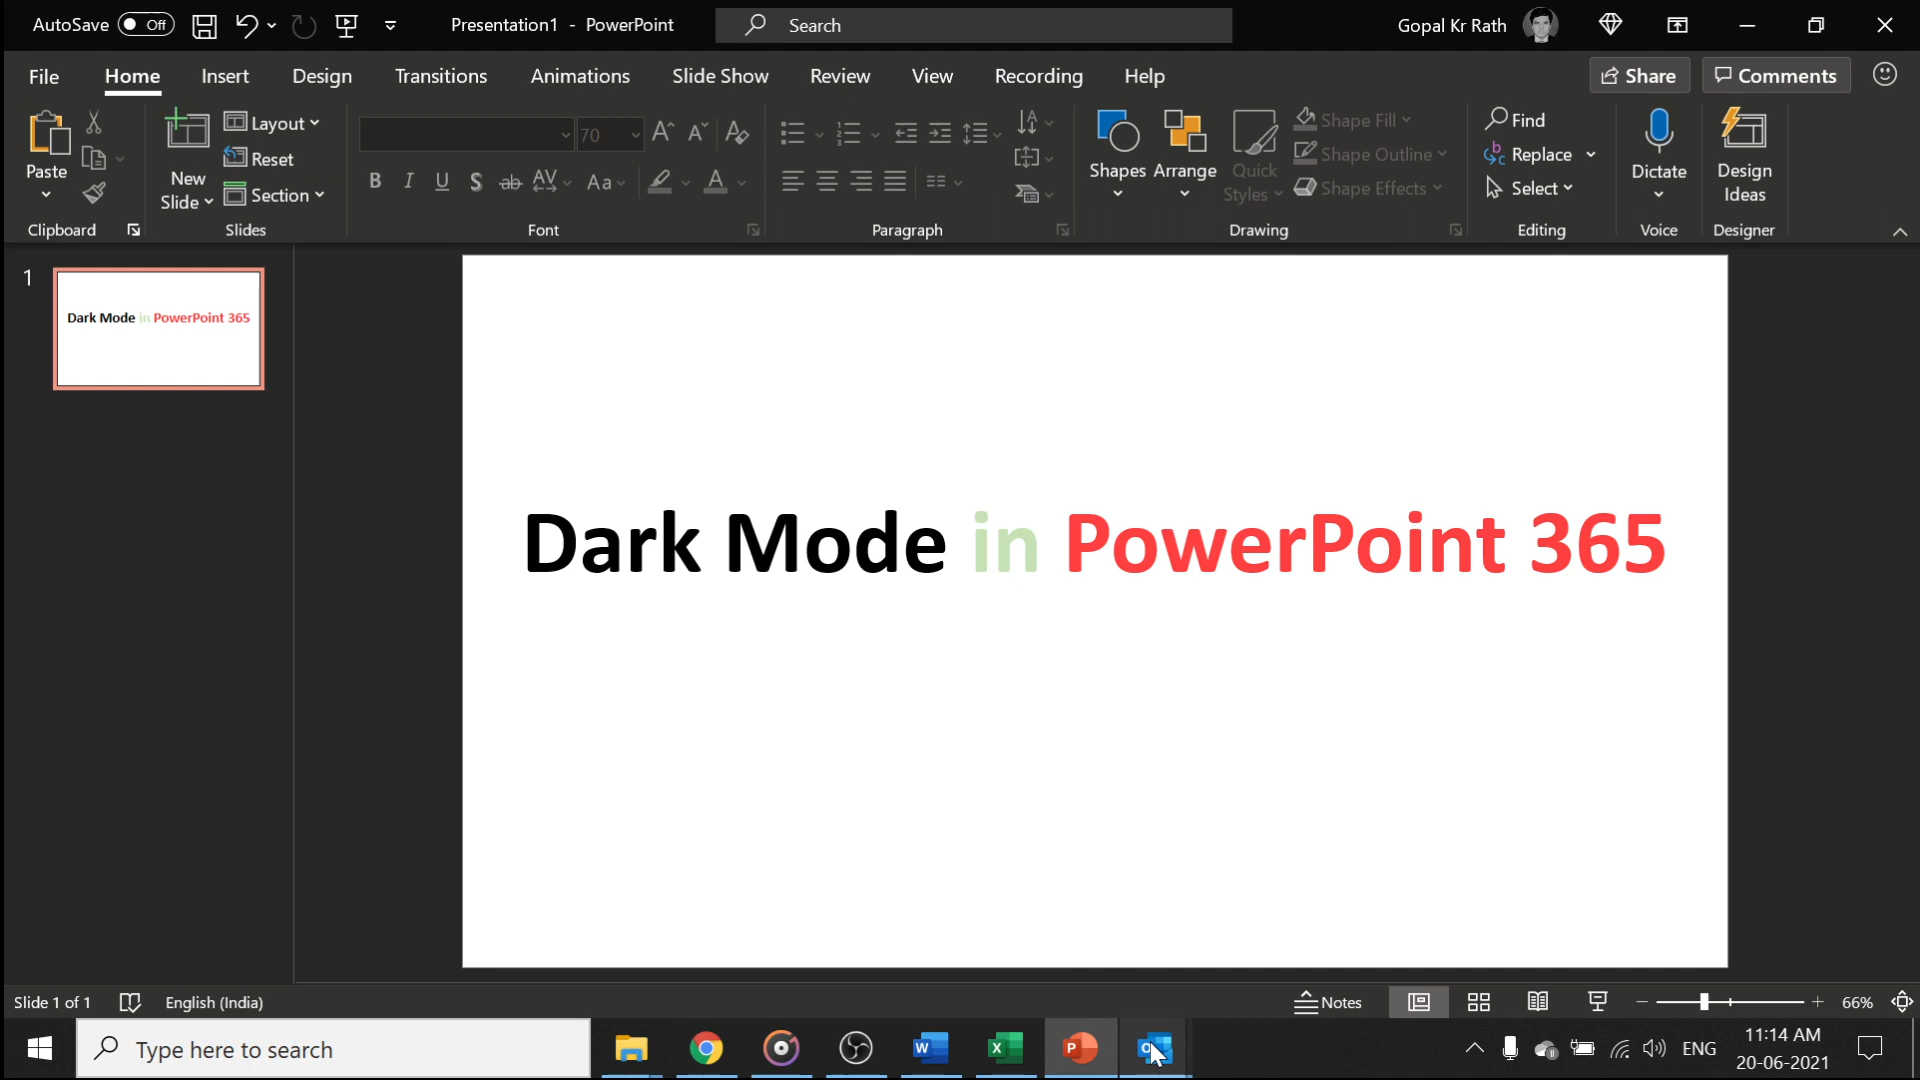 AutoSave Off Presentation1 - PowerPoint Search Gopal Kr Rath
File Home Insert Design Transitions Animations Slide Show Review View Recording Help Share Comments
Paste
New Slide
Layout
Reset
Section
70
B I U S ab AV Aa A
Shapes
Arrange
Quick Styles
Shape Fill
Shape Outline
Shape Effects
Find
Replace
Select
Dictate
Design Ideas
Clipboard Slides Font Paragraph Drawing Editing Voice Designer
1
Dark Mode in PowerPoint 365
Dark Mode in PowerPoint 365
Slide 1 of 1 English (India) Notes 66%
Type here to search
ENG
11:14 AM
20-06-2021